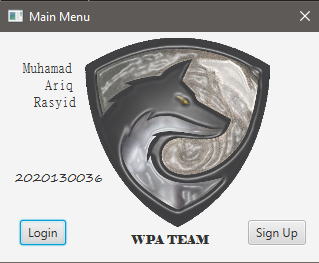 Main Menu
Muhamad
Ariq
Rasyid
2020130036
Login
WPA TEAM
Sign Up